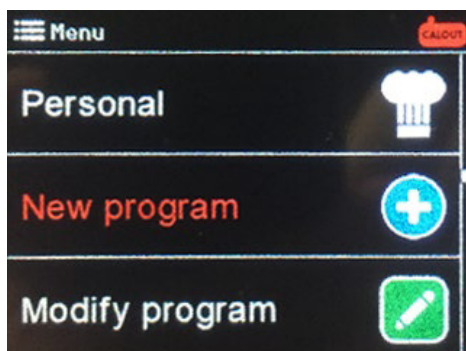 Menu
CALOUT
Personal
New program
Modify program